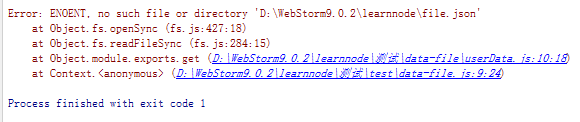 Error: ENOENT, no such file or directory 'D:\WebStorm9.0.2\learnnode\file.json'
at Object.fs.openSync (fs.js:427:18)
at Object.fs.readFileSync (fs.js:284:15)
at Object.module.exports.get (D:\WebStorm9.0.2\learnnode\测试\data-file\userData.js:10:18)
at Context.<anonymous> (D:\WebStorm9.0.2\learnnode\测试\test\data-file.js:9:24)
Process finished with exit code 1